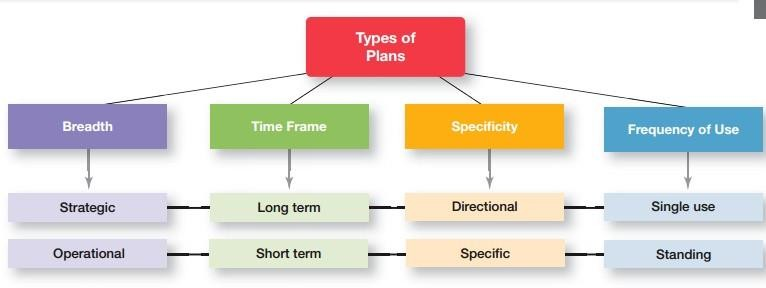 Types of
Plans
Breadth
Time Frame
Specificity
Frequency of Use
Strategic
Long term
Directional
Single use
Operational
Short term
Specific
Standing